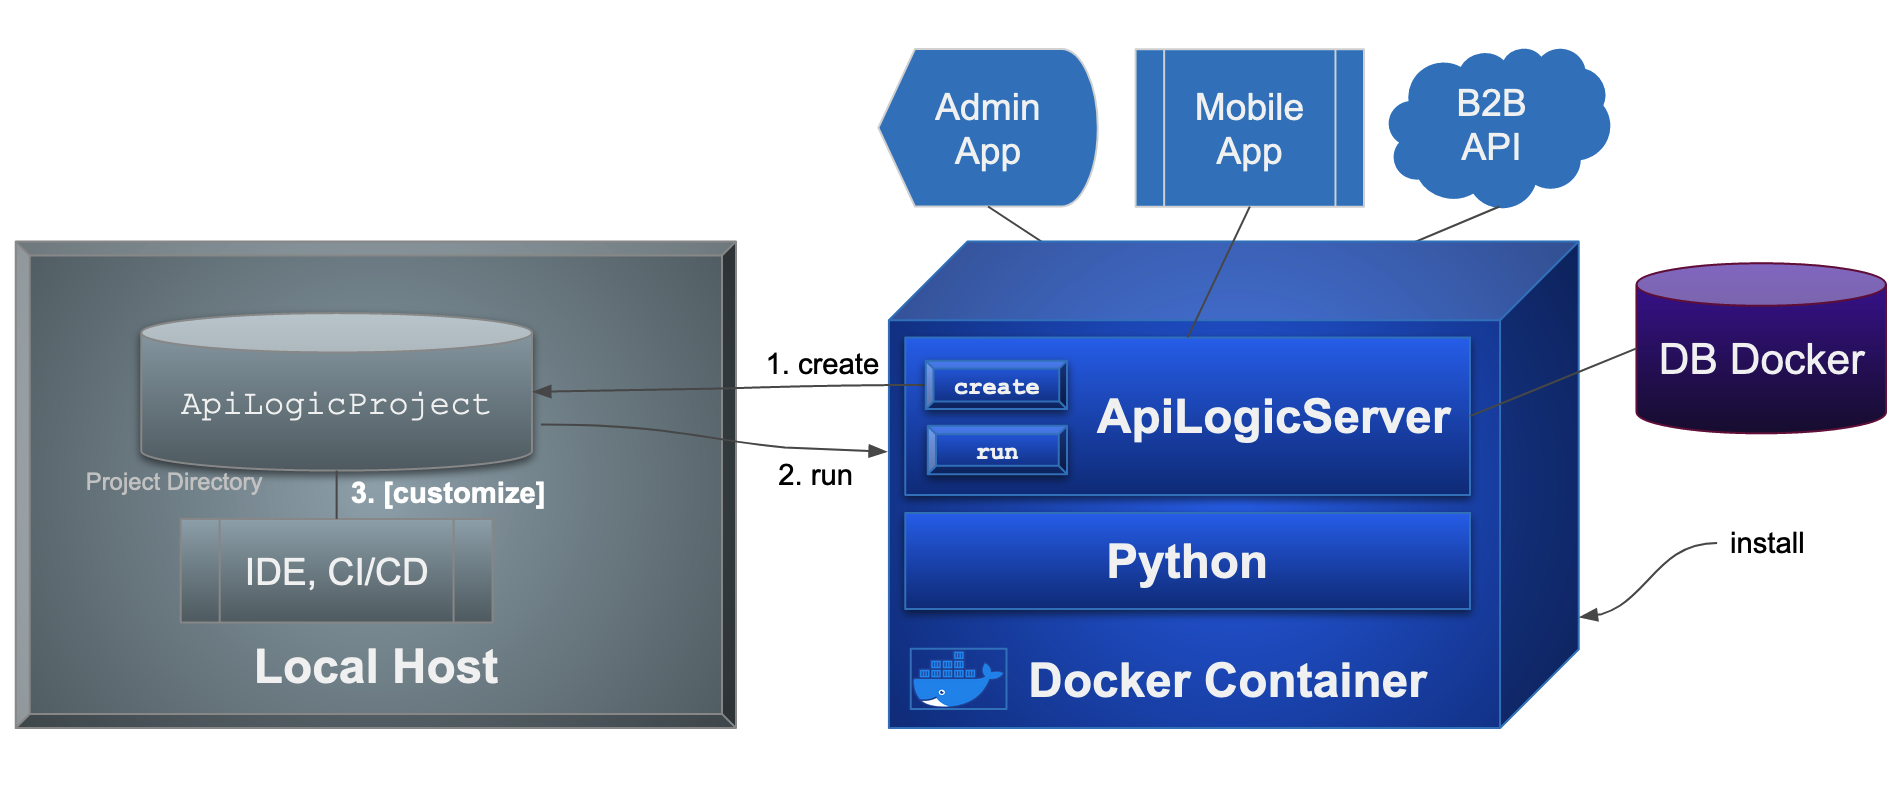 Admin
App
Mobile
App
B2B
API
DB Docker
1. create
create
ApiLogicProject
ApiLogicServer
run
2. run
Project Directory
3. [customize]
IDE, CI/CD
Python
install
Local Host
Docker Container